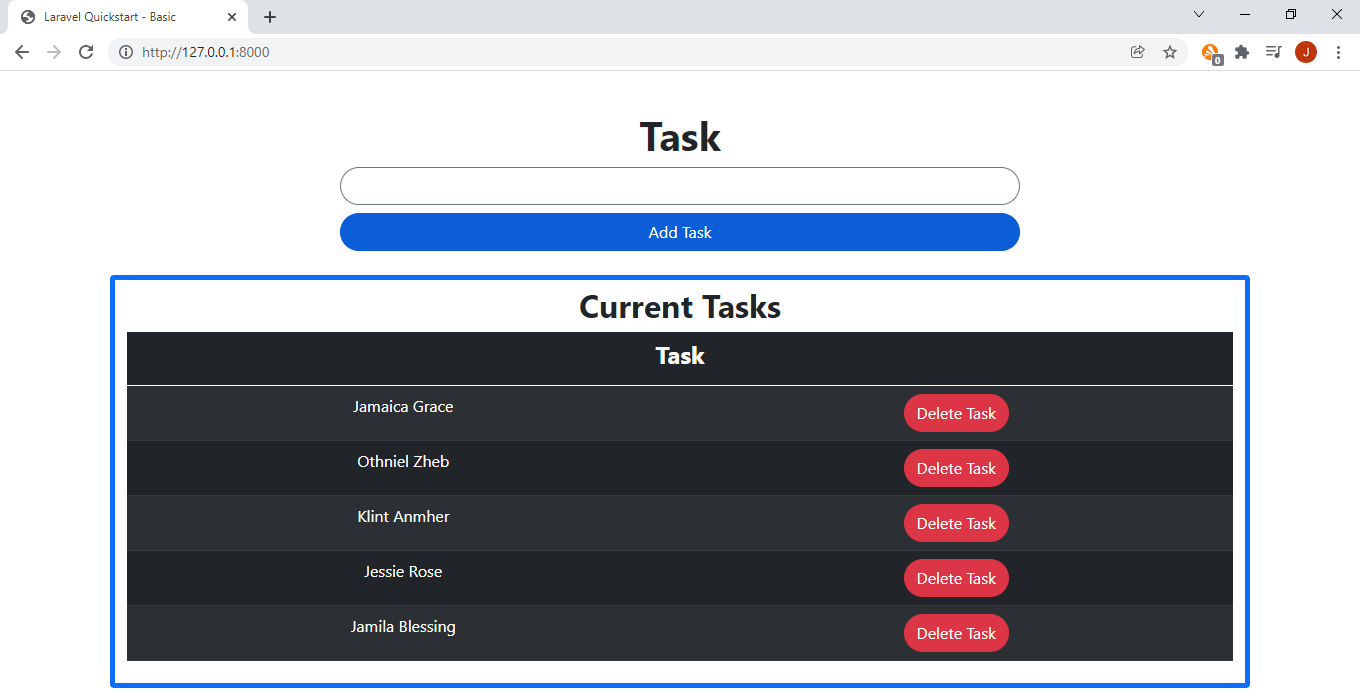 Laravel Quickstart - Basic
http://127.0.0.1:8000
0
J
Task
Add Task
Current Tasks
Task
Jamaica Grace Delete Task
Othniel Zheb Delete Task
Klint Anmher Delete Task
Jessie Rose Delete Task
Jamila Blessing Delete Task